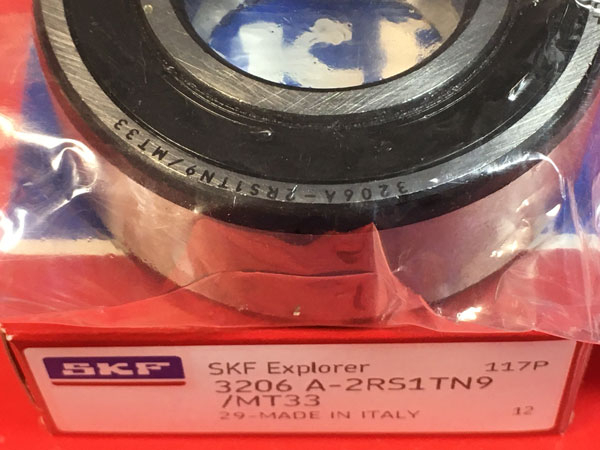 3206A-2RS1TN9/MT33
SKF
SKF Explorer
117P
3206 A-2RS1TN9
/MT33
29-MADE IN ITALY
12